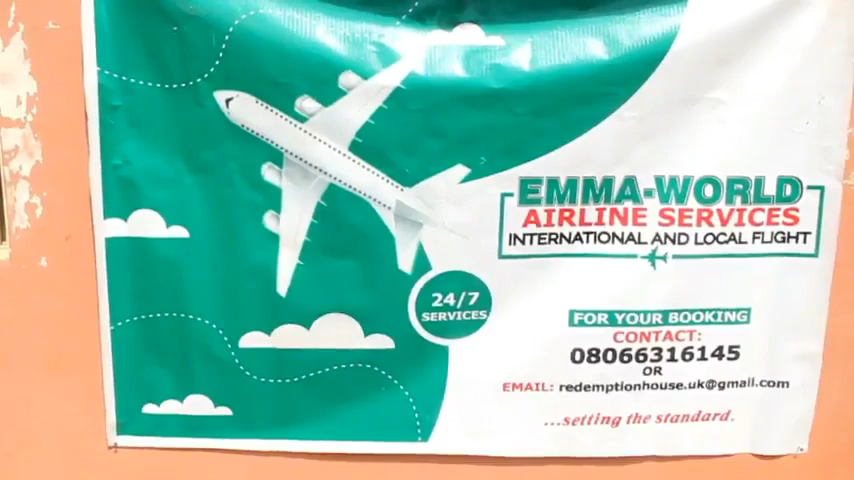 EMMA-WORLD
AIRLINE SERVICES
INTERNATIONAL AND LOCAL FLIGHT
24/7
SERVICES
FOR YOUR BOOKING
CONTACT:
08066316145
OR
EMAIL: redemptionhouse.uk@gmail.com
...setting the standard.